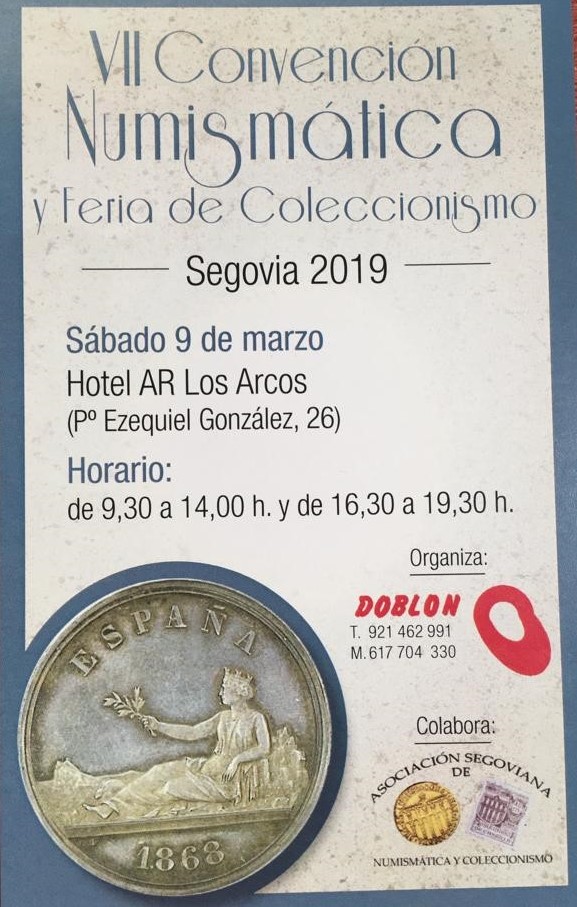 VII Convención
Numismática
y Feria de Coleccionismo
Segovia 2019
Sábado 9 de marzo
Hotel AR Los Arcos
(Pº Ezequiel González, 26)
Horario:
de 9,30 a 14,00 h. y de 16,30 a 19,30 h.
Organiza:
DOBLON
T. 921 462 991
M. 617 704 330
Colabora:
ASOCIACIÓN SEGOVIANA
DE
NUMISMÁTICA Y COLECCIONISMO
ESPAÑA
1868